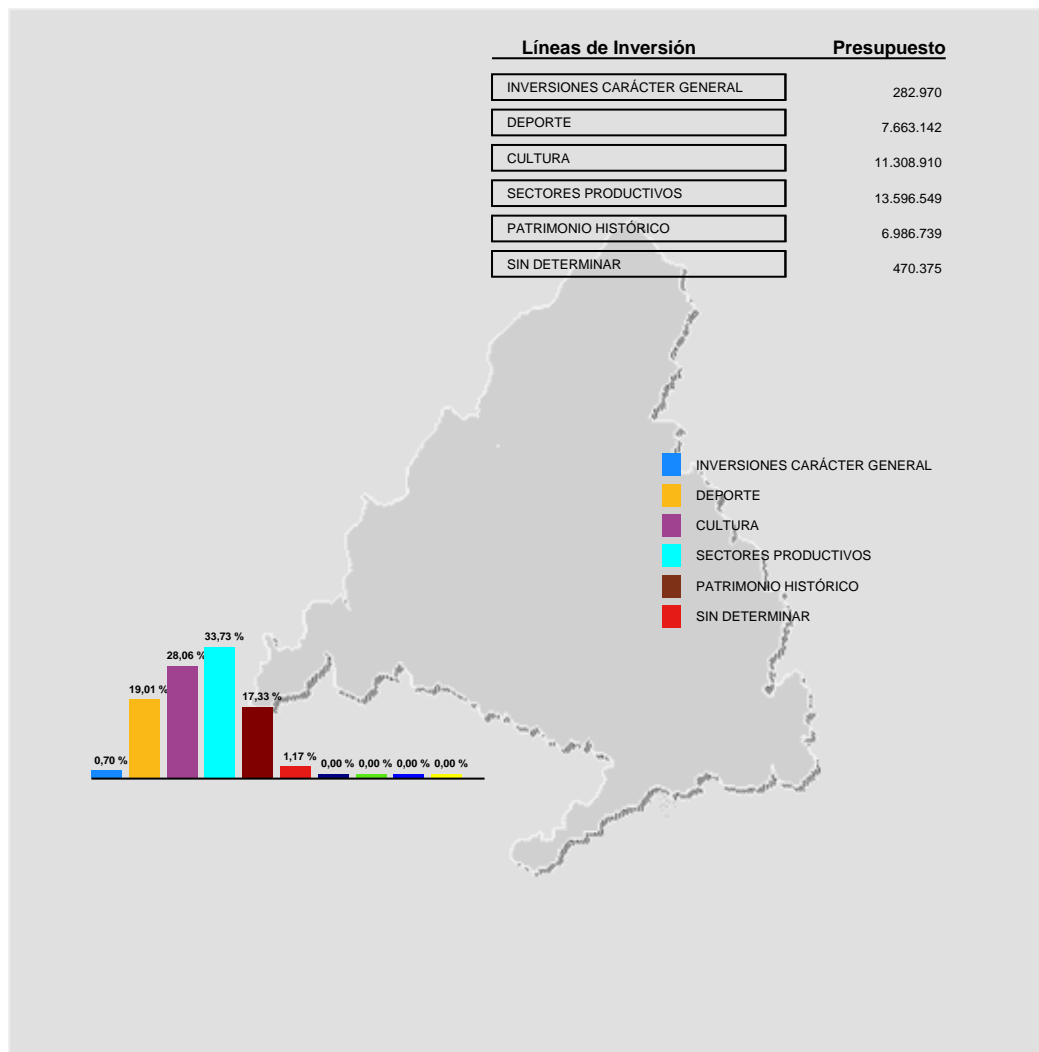 Líneas de Inversión Presupuesto
INVERSIONES CARÁCTER GENERAL 282.970
DEPORTE 7.663.142
CULTURA 11.308.910
SECTORES PRODUCTIVOS 13.596.549
PATRIMONIO HISTÓRICO 6.986.739
SIN DETERMINAR 470.375
INVERSIONES CARÁCTER GENERAL
DEPORTE
CULTURA
SECTORES PRODUCTIVOS
PATRIMONIO HISTÓRICO
SIN DETERMINAR
0,70 % 19,01 % 28,06 % 33,73 % 17,33 % 1,17 % 0,00 % 0,00 % 0,00 % 0,00 %